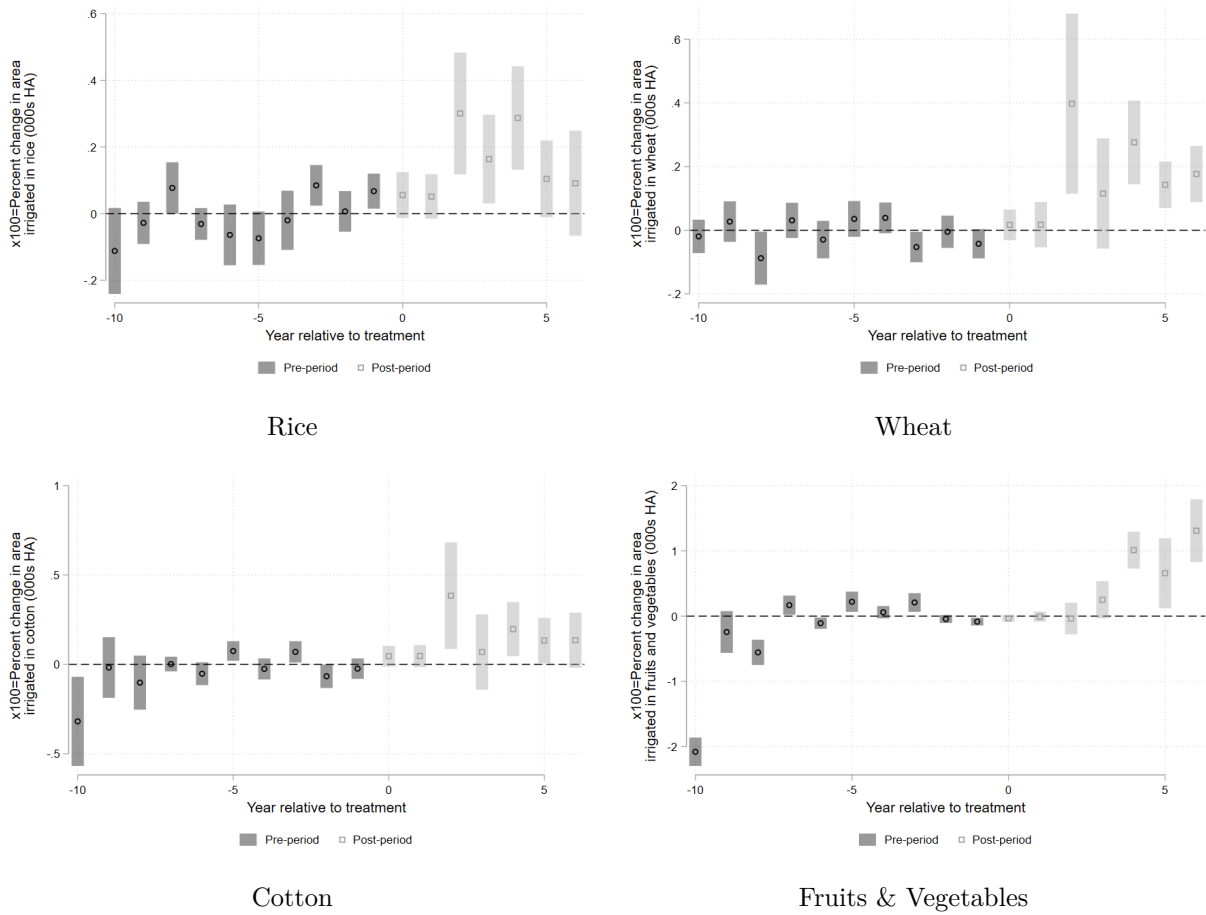 x100=Percent change in area
irrigated in rice (000s HA)
.6
.4
.2
0
-.2
-10
-5
0
5
Year relative to treatment
Pre-period
Post-period
Rice
x100=Percent change in area
irrigated in wheat (000s HA)
.6
.4
.2
0
-.2
-10
-5
0
5
Year relative to treatment
Pre-period
Post-period
Wheat
x100=Percent change in area
irrigated in cotton (000s HA)
1
.5
0
-.5
-10
-5
0
5
Year relative to treatment
Pre-period
Post-period
Cotton
x100=Percent change in area
irrigated in fruits and vegetables (000s HA)
2
1
0
-1
-2
-10
-5
0
5
Year relative to treatment
Pre-period
Post-period
Fruits & Vegetables